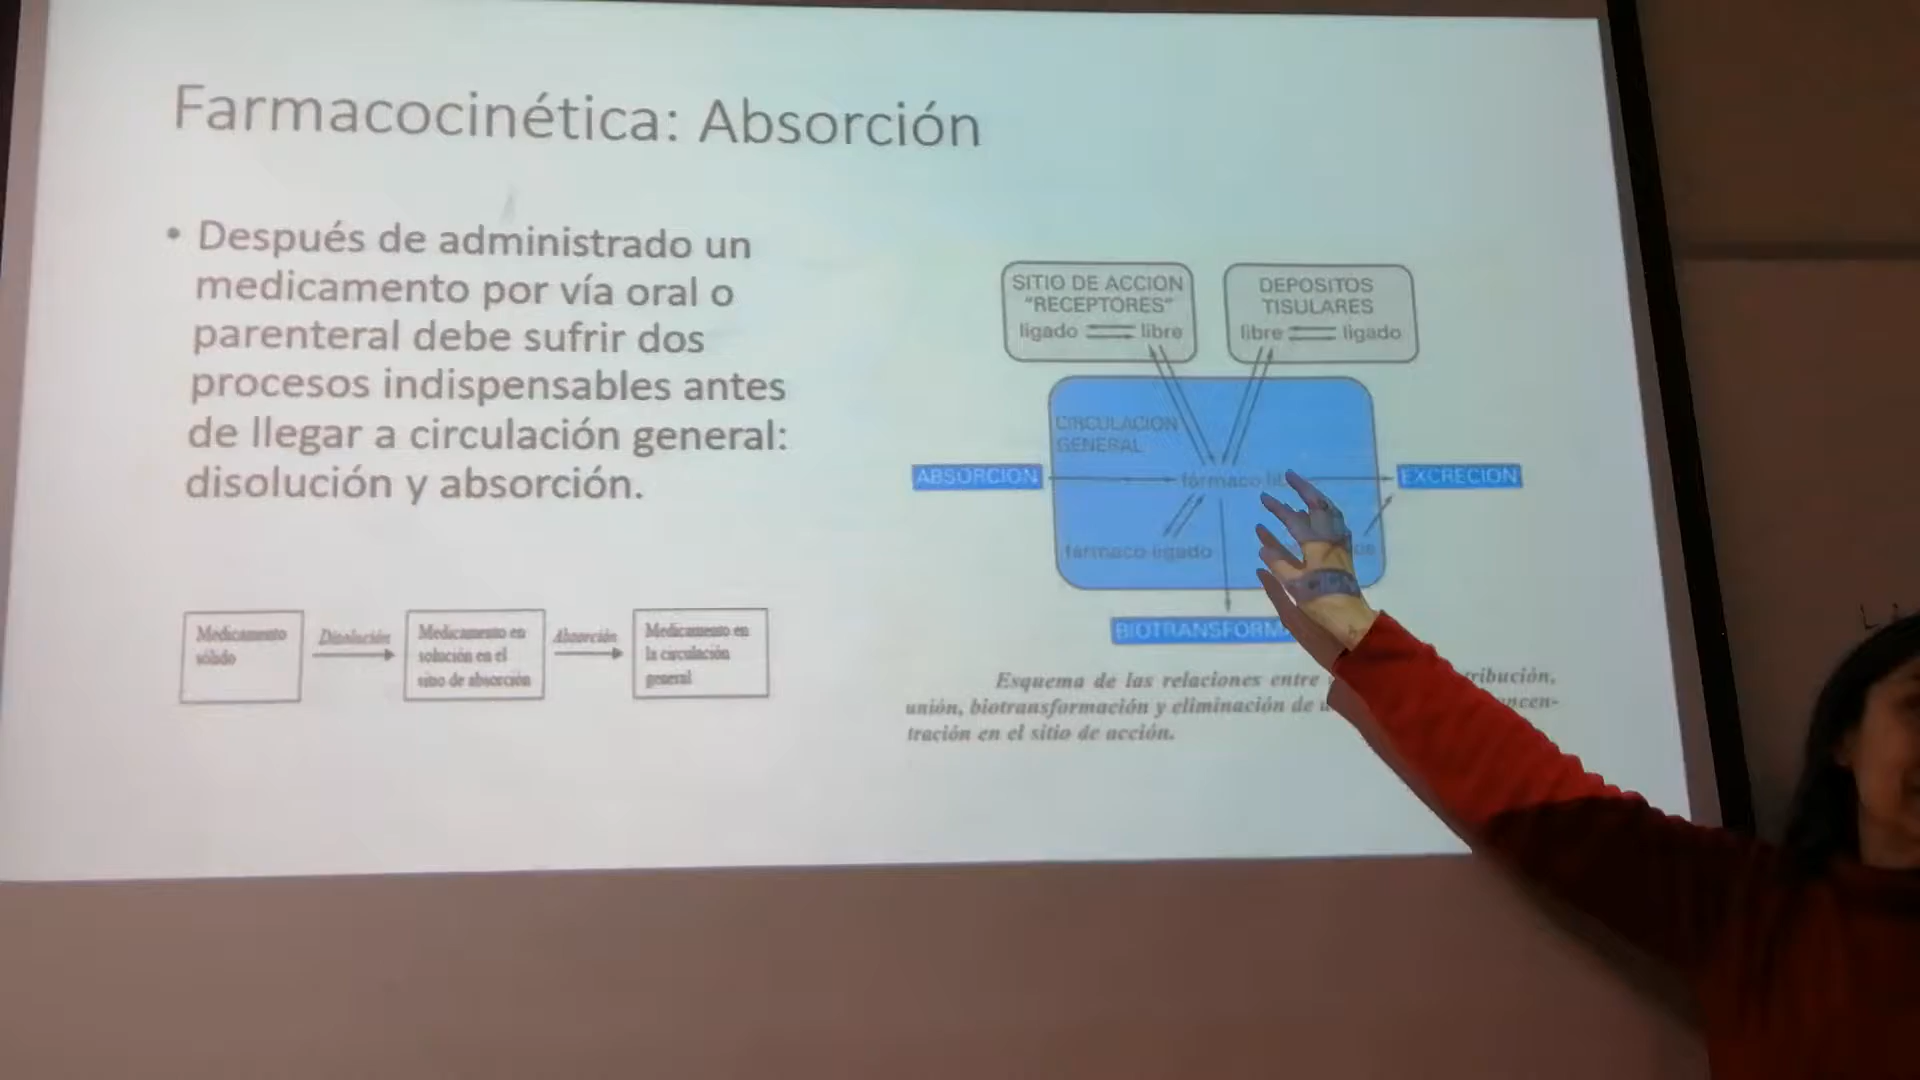 Farmacocinética: Absorción
• Después de administrado un
medicamento por vía oral o
parenteral debe sufrir dos
procesos indispensables antes
de llegar a circulación general:
disolución y absorción.
Medicamento
sólido
Disolución
Medicamento en
solución en el
sitio de absorción
Absorción
Medicamento en
la circulación
general
SITIO DE ACCION
"RECEPTORES"
ligado libre
DEPOSITOS
TISULARES
libre ligado
CIRCULACION
GENERAL
ABSORCION
fármaco
EXCRECION
fármaco ligado
BIOTRANSFORM
Esquema de las relaciones entre tribución,
unión, biotransformación y eliminación de ncen-
tración en el sitio de acción.